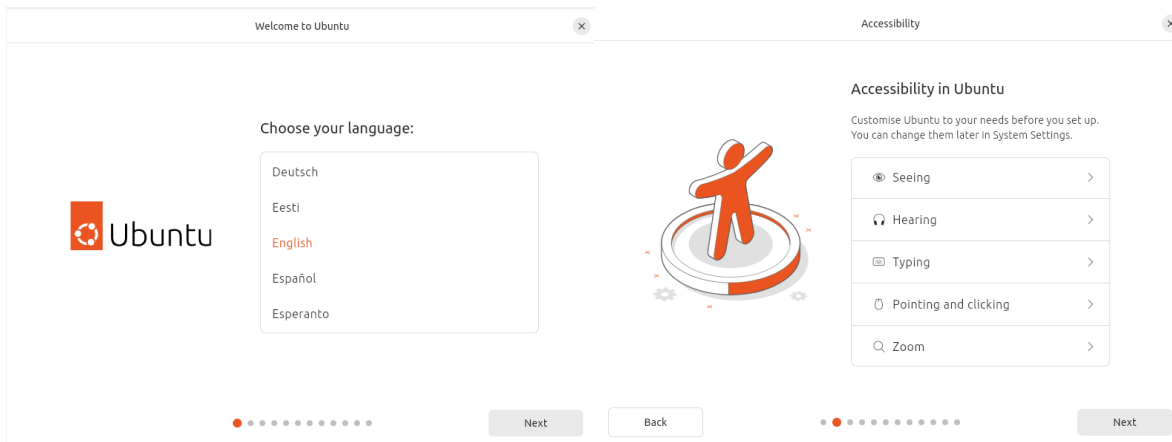 Welcome to Ubuntu
Choose your language:
Deutsch
Eesti
English
Español
Esperanto
Ubuntu
Next
Accessibility
Accessibility in Ubuntu
Customise Ubuntu to your needs before you set up.
You can change them later in System Settings.
Seeing
Hearing
Typing
Pointing and clicking
Zoom
Back
Next